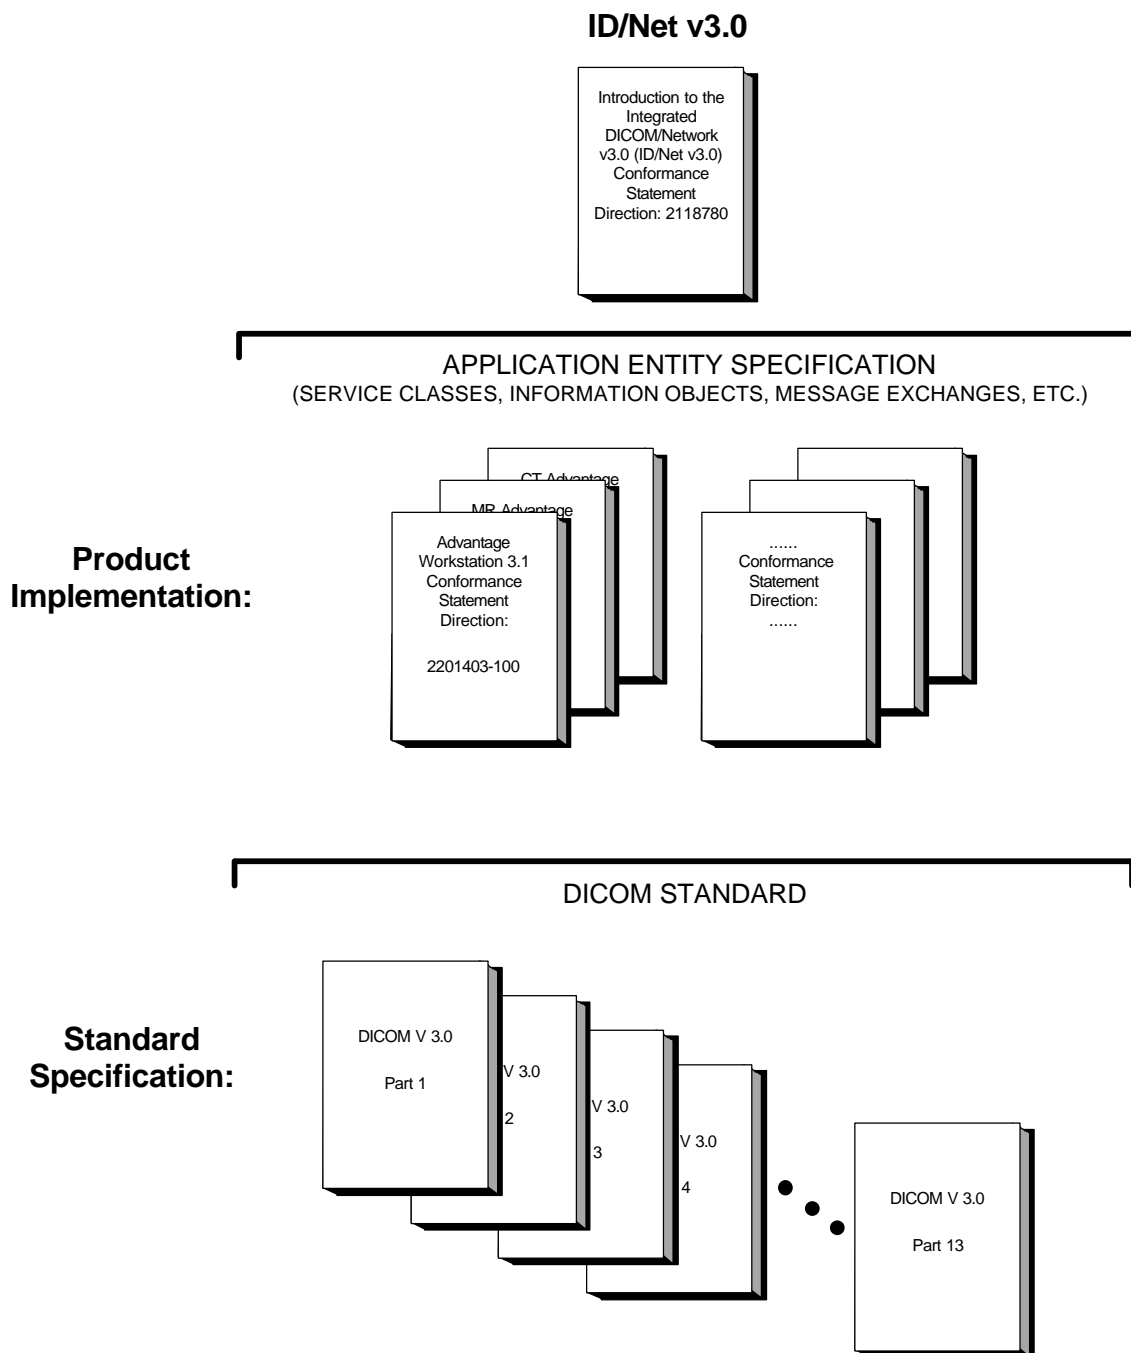 ID/Net v3.0
Introduction to the
Integrated
DICOM/Network
v3.0 (ID/Net v3.0)
Conformance
Statement
Direction: 2118780
APPLICATION ENTITY SPECIFICATION
(SERVICE CLASSES, INFORMATION OBJECTS, MESSAGE EXCHANGES, ETC.)
Product
Implementation:
CT Advantage
MR Advantage
Advantage
Workstation 3.1
Conformance
Statement
Direction:
2201403-100
......
Conformance
Statement
Direction:
......
DICOM STANDARD
Standard
Specification:
DICOM V 3.0
Part 1
V 3.0
2
V 3.0
3
V 3.0
4
DICOM V 3.0
Part 13